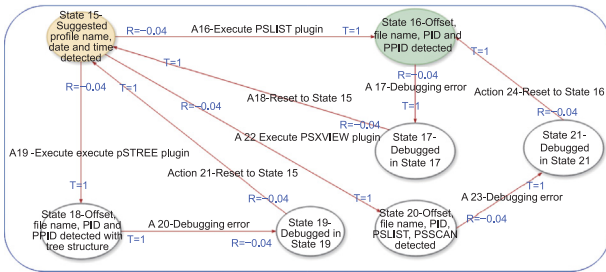 State 15-
Suggested
profile name,
date and time
detected
R=−0.04
A16-Execute PSLIST plugin
T=1
State 16-Offset,
file name, PID and
PPID detected
R=−0.04
T=1
T=1
R=−0.04
A 17-Debugging error
T=1
T=1
A18-Reset to State 15
R=−0.04
Action 24-Reset to State 16
R=−0.04
State 17-
Debugged
in State 17
State 21-
Debugged
in State 21
A 22 Execute PSXVIEW plugin
A19 -Execute execute pSTREE plugin
Action 21-Reset to State 15
T=1
T=1
T=1
A 23-Debugging error
R=−0.04
R=−0.04
State 18-Offset,
file name, PID and
PPID detected with
tree structure
A 20-Debugging error
T=1
R=−0.04
State 19-
Debugged in
State 19
State 20-Offset,
file name, PID,
PSLIST, PSSCAN
detected
R=−0.04